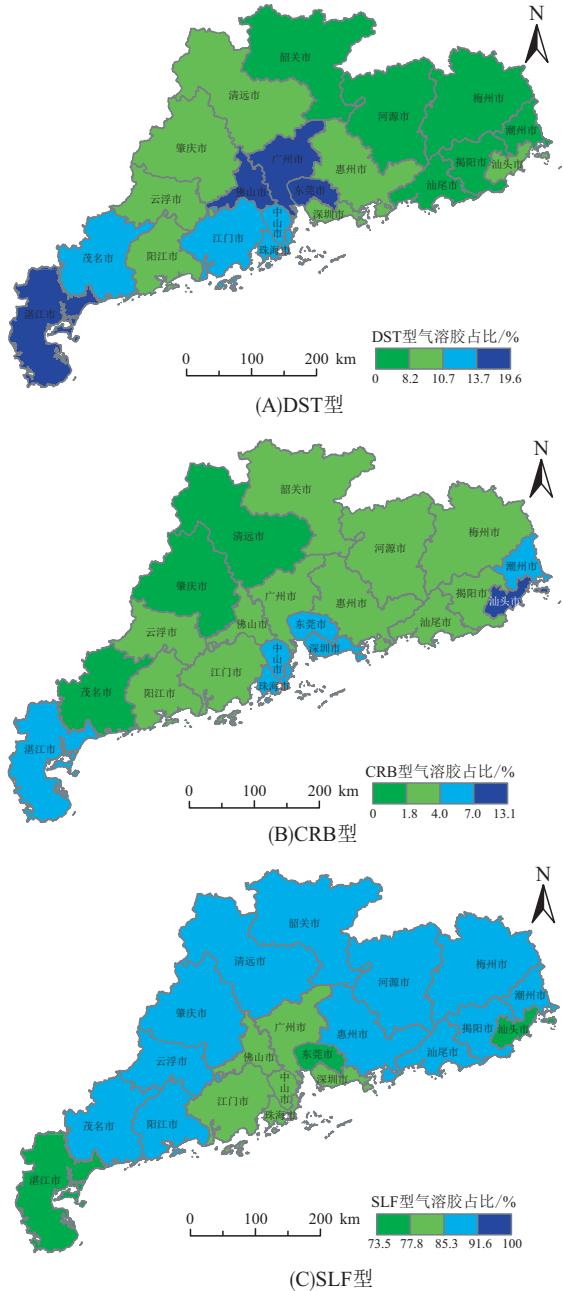 N
韶关市
清远市
河源市
梅州市
潮州市
肇庆市
广州市
惠州市
揭阳市
汕头市
云浮市
佛山市
东莞市
汕尾市
深圳市
中山市
江门市
珠海市
茂名市
阳江市
湛江市
DST型气溶胶占比/%
0 100 200 km
0 8.2 10.7 13.7 19.6
(A)DST型
N
韶关市
清远市
河源市
梅州市
潮州市
肇庆市
广州市
惠州市
揭阳市
汕头市
云浮市
佛山市
东莞市
汕尾市
深圳市
中山市
江门市
珠海市
茂名市
阳江市
湛江市
CRB型气溶胶占比/%
0 100 200 km
0 1.8 4.0 7.0 13.1
(B)CRB型
N
韶关市
清远市
河源市
梅州市
潮州市
肇庆市
广州市
惠州市
揭阳市
汕头市
云浮市
佛山市
东莞市
汕尾市
深圳市
中山市
江门市
珠海市
茂名市
阳江市
湛江市
SLF型气溶胶占比/%
0 100 200 km
73.5 77.8 85.3 91.6 100
(C)SLF型